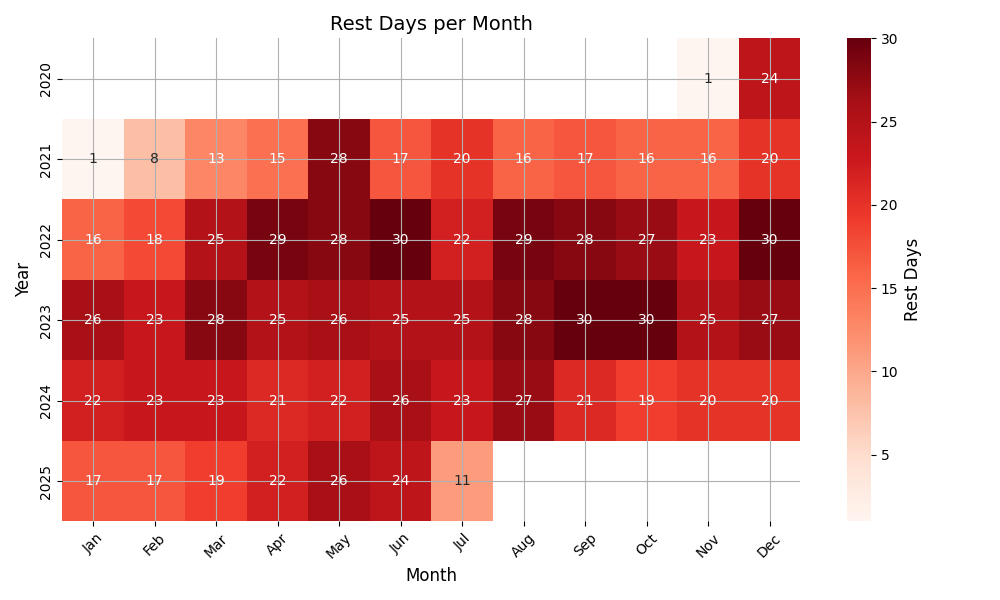 Rest Days per Month
2020 1 24
2021 1 8 13 15 28 17 20 16 17 16 16 20
2022 16 18 25 29 28 30 22 29 28 27 23 30
2023 26 23 28 25 26 25 25 28 30 30 25 27
2024 22 23 23 21 22 26 23 27 21 19 20 20
2025 17 17 19 22 26 24 11
Jan Feb Mar Apr May Jun Jul Aug Sep Oct Nov Dec
Month
Year
30
25
20
15
10
5
Rest Days